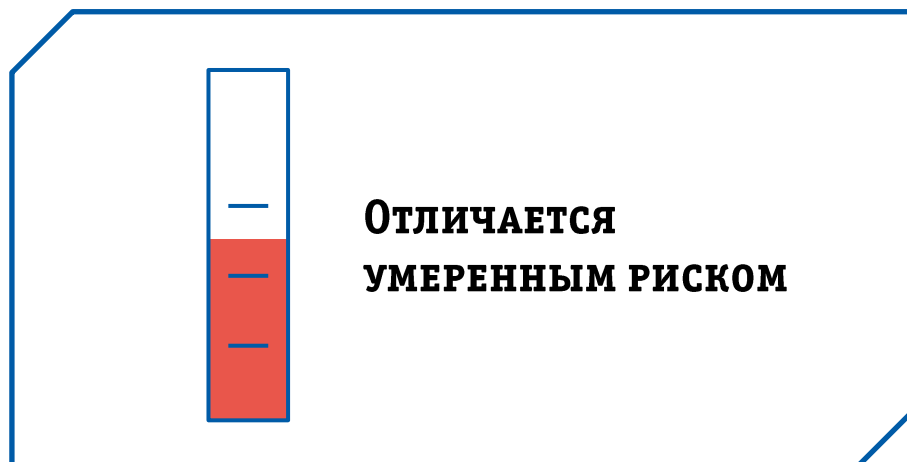 Отличается
умеренным риском